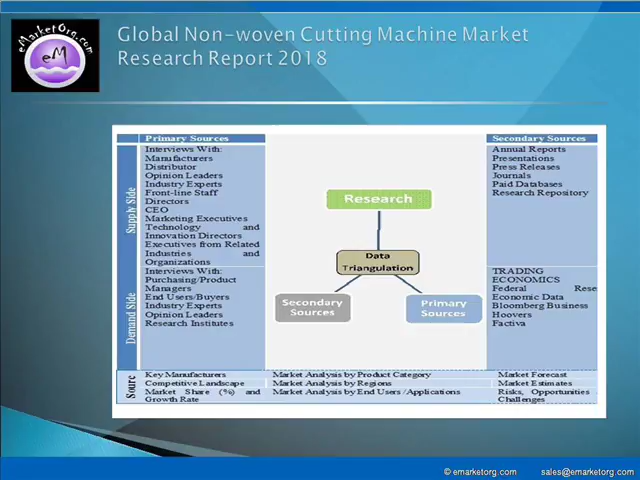 eMarketOrg.com
eM
Global Non-woven Cutting Machine Market
Research Report 2018
Primary Sources
Secondary Sources
Supply Side
Interviews With:
Manufacturers
Distributor
Opinion Leaders
Industry Experts
Front-line Staff
Directors
CEO
Marketing Executives
Technology and
Innovation Directors
Executives from Related
Industries and
Organizations
Annual Reports
Presentations
Press Releases
Journals
Paid Databases
Research Repository
Research
Data
Triangulation
Secondary
Sources
Primary
Sources
Demand Side
Interviews With:
Purchasing/Product
Managers
End Users/Buyers
Industry Experts
Opinion Leaders
Research Institutes
TRADING
ECONOMICS
Federal Rese
Economic Data
Bloomberg Business
Hoovers
Factiva
Sourc
Key Manufacturers
Competitive Landscape
Market Share (%) and
Growth Rate
Market Analysis by Product Category
Market Analysis by Regions
Market Analysis by End Users /Applications
Market Forecast
Market Estimates
Risks, Opportunities
Challenges
© emarketorg.com sales@emarketorg.com